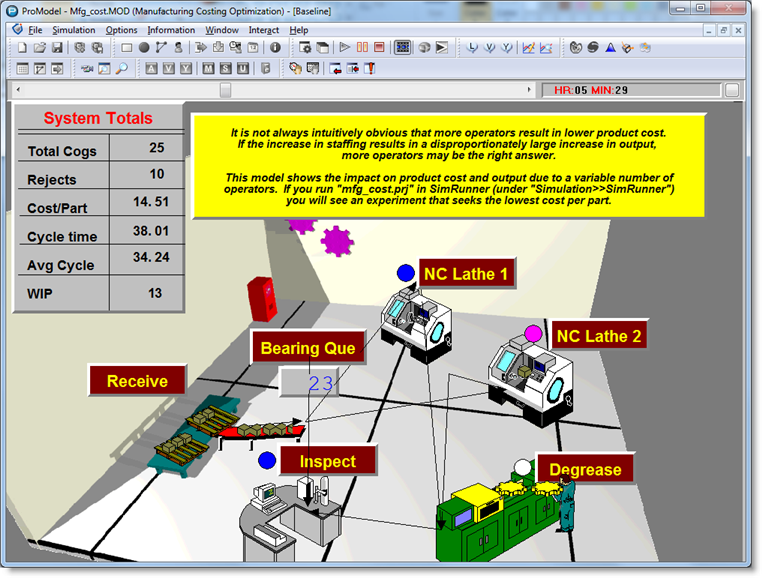 ProModel - Mfg_cost.MOD (Manufacturing Costing Optimization) - [Baseline]
File Simulation Options Information Window Interact Help
HR:05 MIN:29
System Totals
Total Cogs 25
Rejects 10
Cost/Part 14.51
Cycle time 38.01
Avg Cycle 34.24
WIP 13
It is not always intuitively obvious that more operators result in lower product cost.
If the increase in staffing results in a disproportionately large increase in output,
more operators may be the right answer.
This model shows the impact on product cost and output due to a variable number of
operators. If you run "mfg_cost.prj" in SimRunner (under "Simulation>>SimRunner")
you will see an experiment that seeks the lowest cost per part.
NC Lathe 1
NC Lathe 2
Bearing Que
23
Receive
Inspect
Degrease